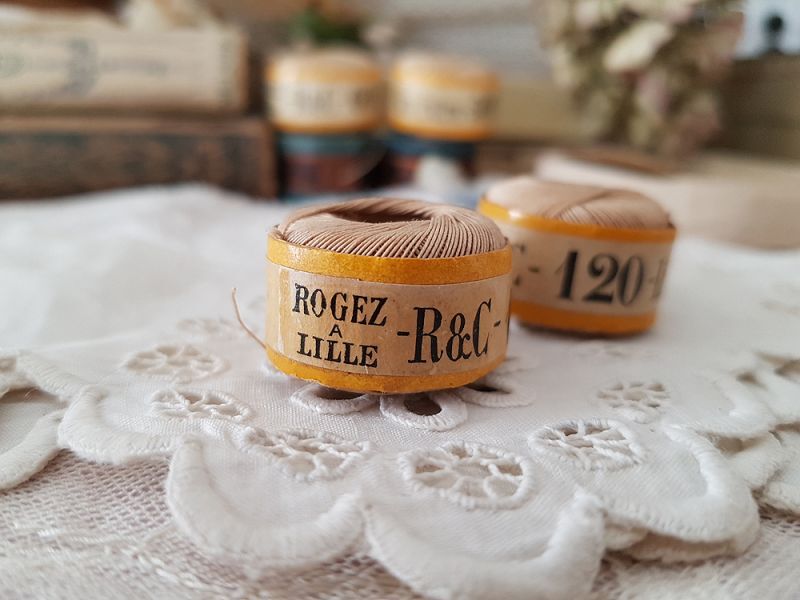 ROGEZ
A
LILLE
-R&C-
- 120 -